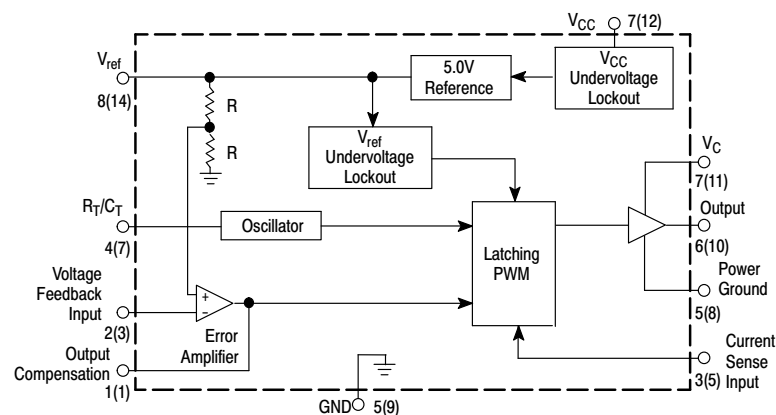 V_CC 7(12)
V_ref
8(14)
5.0V
Reference
V_CC
Undervoltage
Lockout
R
R
V_ref
Undervoltage
Lockout
V_C
7(11)
R_T/C_T
4(7)
Oscillator
Latching
PWM
Output
6(10)
Voltage
Feedback
Input
2(3)
+
−
Error
Amplifier
Power
Ground
5(8)
Output
Compensation
1(1)
Current
Sense
Input
3(5)
GND 5(9)